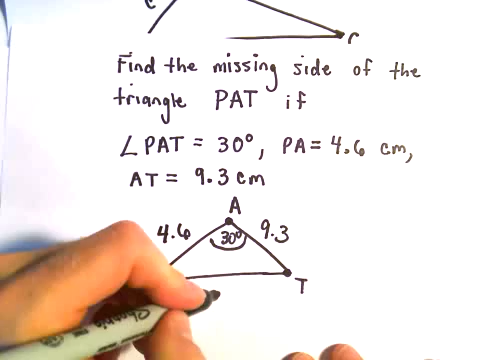 r
Find the missing side of the
triangle PAT if
∠PAT = 30°, PA = 4.6 cm,
AT = 9.3 cm
A
4.6 30° 9.3
T